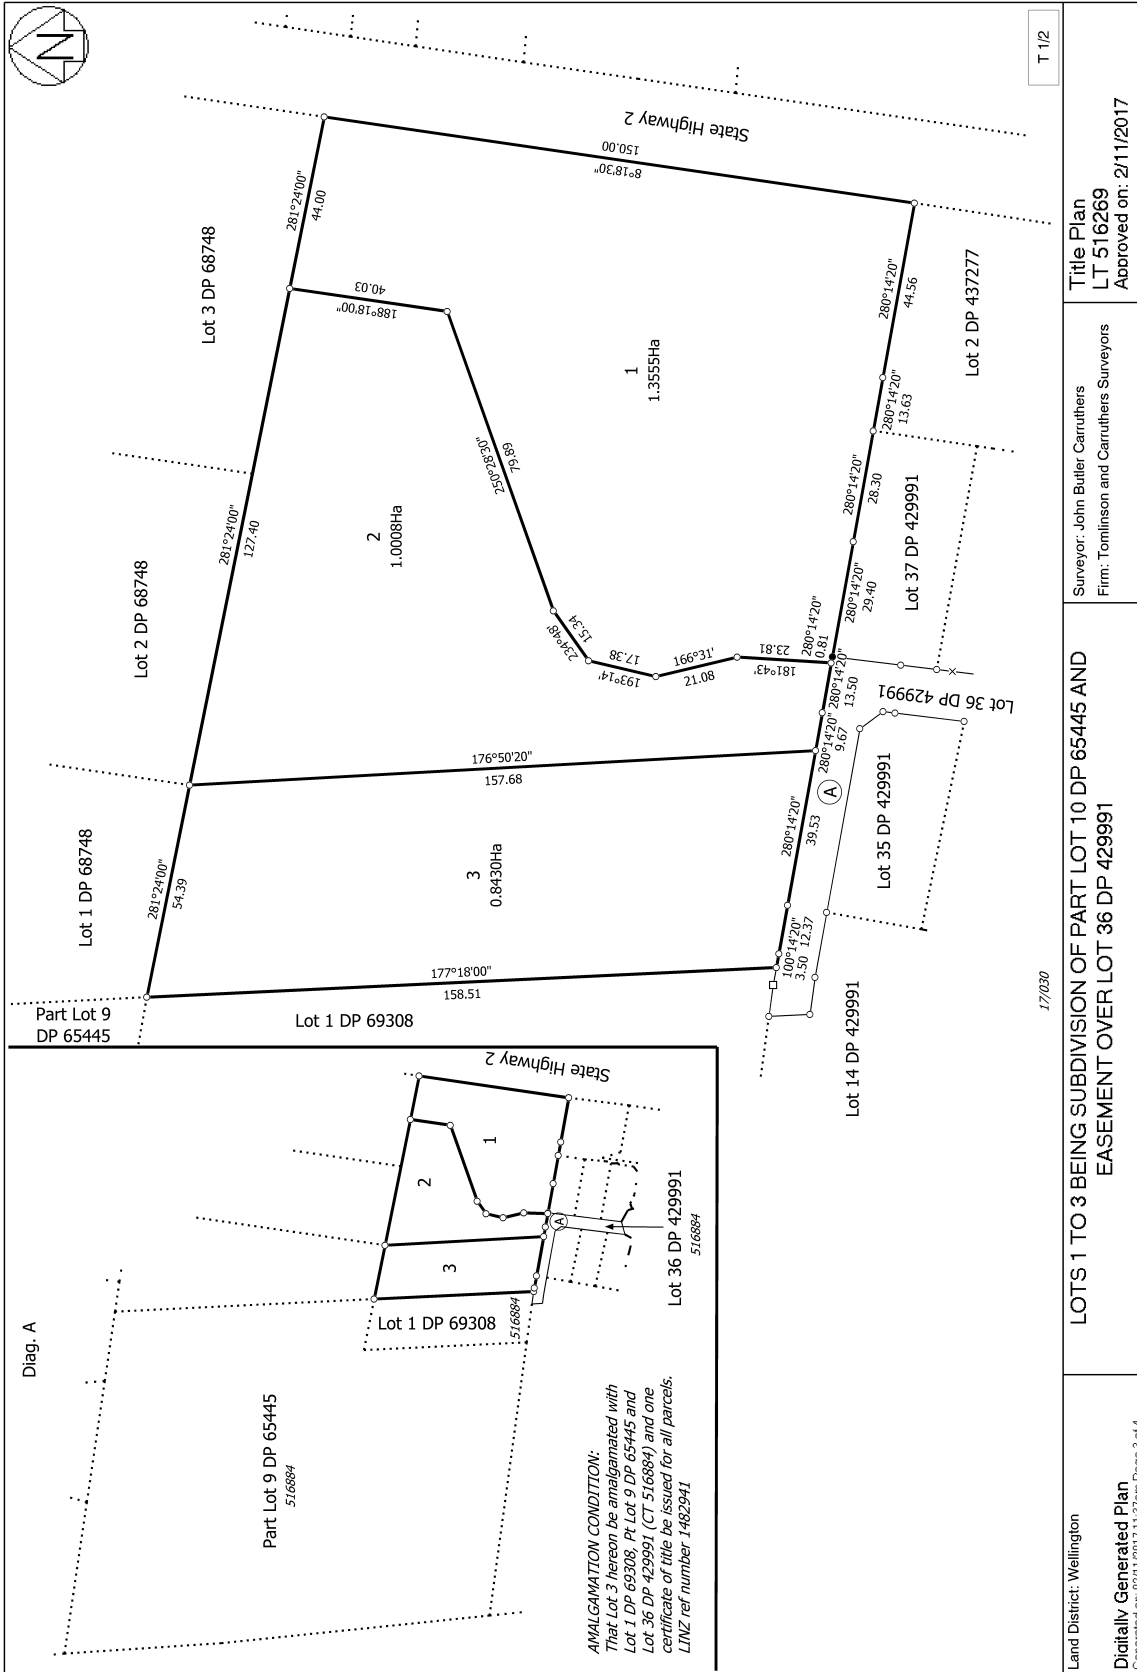 N
T 1/2
State Highway 2
150.00
8°18'30"
281°24'00"
44.00
Lot 3 DP 68748
40.03
188°18'00"
1
1.3555Ha
280°14'20"
44.56
Lot 2 DP 437277
280°14'20"
13.63
281°24'00"
127.40
2
1.0008Ha
250°28'30"
79.89
280°14'20"
28.30
Lot 37 DP 429991
Lot 2 DP 68748
234°48'
15.34
193°14'
17.38
166°31'
21.08
181°43'
23.81
280°14'20"
0.81
280°14'20"
29.40
280°14'20"
13.50
Lot 36 DP 429991
280°14'20"
9.67
176°50'20"
157.68
A
280°14'20"
39.53
Lot 35 DP 429991
Lot 1 DP 68748
281°24'00"
54.39
3
0.8430Ha
100°14'20"
3.50
12.37
177°18'00"
158.51
Part Lot 9
DP 65445
Lot 1 DP 69308
Lot 14 DP 429991
17/030
Diag. A
State Highway 2
1
2
3
A
Lot 36 DP 429991
516884
Lot 1 DP 69308
516884
Part Lot 9 DP 65445
516884
AMALGAMATION CONDITION:
That Lot 3 hereon be amalgamated with
Lot 1 DP 69308, Pt Lot 9 DP 65445 and
Lot 36 DP 429991 (CT 516884) and one
certificate of title be issued for all parcels.
LINZ ref number 1482941
Land District: Wellington
Digitally Generated Plan
LOTS 1 TO 3 BEING SUBDIVISION OF PART LOT 10 DP 65445 AND
EASEMENT OVER LOT 36 DP 429991
Surveyor: John Butler Carruthers
Firm: Tomlinson and Carruthers Surveyors
Title Plan
LT 516269
Approved on: 2/11/2017